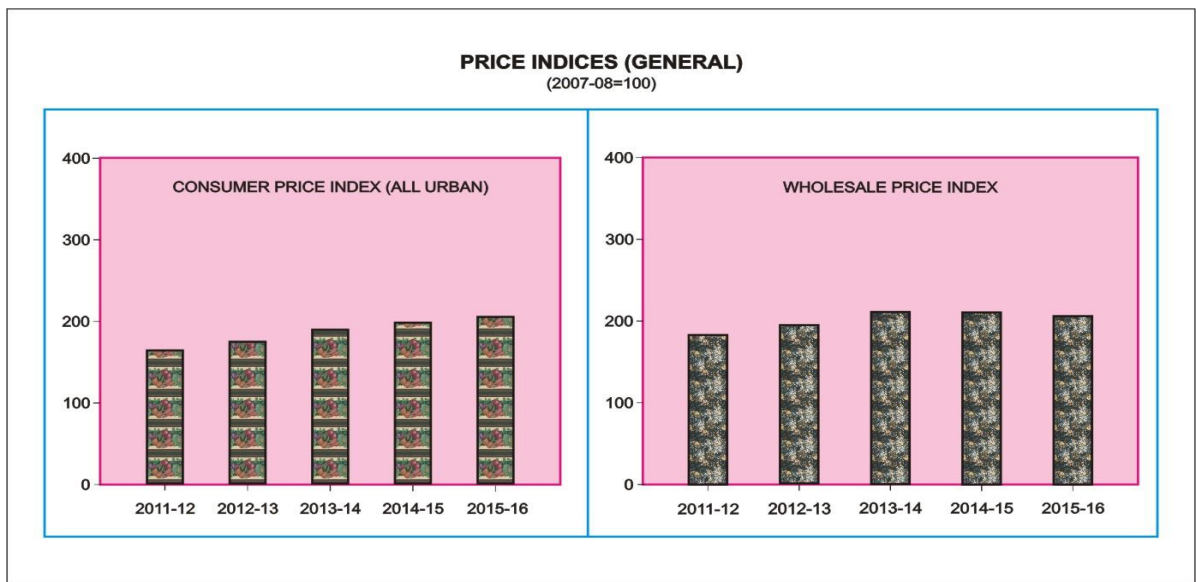 PRICE INDICES (GENERAL)
(2007-08=100)
CONSUMER PRICE INDEX (ALL URBAN)
400
300
200
100
0
2011-12 2012-13 2013-14 2014-15 2015-16
WHOLESALE PRICE INDEX
400
300
200
100
0
2011-12 2012-13 2013-14 2014-15 2015-16